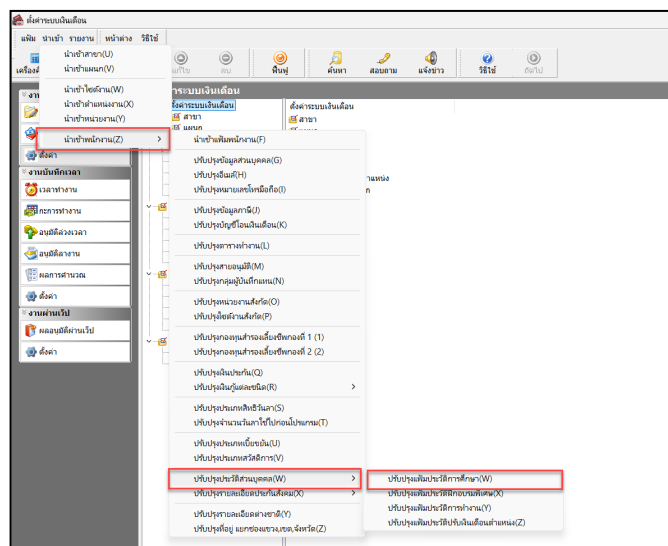 ตั้งค่าระบบเงินเดือน
แฟ้ม นำเข้า รายงาน หน้าต่าง วิธีใช้
แก้ไข ลบ ฟื้นฟู ค้นหา สอบถาม แจ้งข่าว วิธีใช้ ถัดไป
นำเข้าสาขา(U)
นำเข้าแผนก(V)
นำเข้าไซต์งาน(W)
นำเข้าตำแหน่งงาน(X)
นำเข้าหน่วยงาน(Y)
นำเข้าพนักงาน(Z)
ตั้งค่าระบบเงินเดือน
สาขา
แผนก
ตั้งค่าระบบเงินเดือน
สาขา
ตั้งค่า
งานบันทึกเวลา
เวลาทำงาน
กะการทำงาน
อนุมัติล่วงเวลา
อนุมัติลางาน
ผลการคำนวณ
ตั้งค่า
งานผ่านเว็ป
ผลอนุมัติผ่านเว็ป
ตั้งค่า
นำเข้าแฟ้มพนักงาน(F)
ปรับปรุงข้อมูลส่วนบุคคล(G)
ปรับปรุงอีเมล์(H)
ปรับปรุงหมายเลขโทรมือถือ(I)
ปรับปรุงข้อมูลภาษี(J)
ปรับปรุงบัญชีโอนเงินเดือน(K)
ปรับปรุงตารางทำงาน(L)
ปรับปรุงสายอนุมัติ(M)
ปรับปรุงกลุ่มผู้บันทึกแทน(N)
ปรับปรุงหน่วยงานสังกัด(O)
ปรับปรุงไซต์งานสังกัด(P)
ปรับปรุงกองทุนสำรองเลี้ยงชีพกองที่ 1 (1)
ปรับปรุงกองทุนสำรองเลี้ยงชีพกองที่ 2 (2)
ปรับปรุงเงินประกัน(Q)
ปรับปรุงเงินกู้แต่ละชนิด(R)
ปรับปรุงประเภทสิทธิวันลา(S)
ปรับปรุงจำนวนวันลาใช้ไปก่อนโปรแกรม(T)
ปรับปรุงประเภทเบี้ยขยัน(U)
ปรับปรุงประเภทสวัสดิการ(V)
ปรับปรุงประวัติส่วนบุคคล(W)
ปรับปรุงรายละเอียดประกันสังคม(X)
ปรับปรุงรายละเอียดต่างชาติ(Y)
ปรับปรุงที่อยู่ แยกช่องแขวง,เขต,จังหวัด(Z)
ปรับปรุงแฟ้มประวัติการศึกษา(W)
ปรับปรุงแฟ้มประวัติฝึกอบรมพิเศษ(X)
ปรับปรุงแฟ้มประวัติการทำงาน(Y)
ปรับปรุงแฟ้มประวัติปรับเงินเดือนตำแหน่ง(Z)